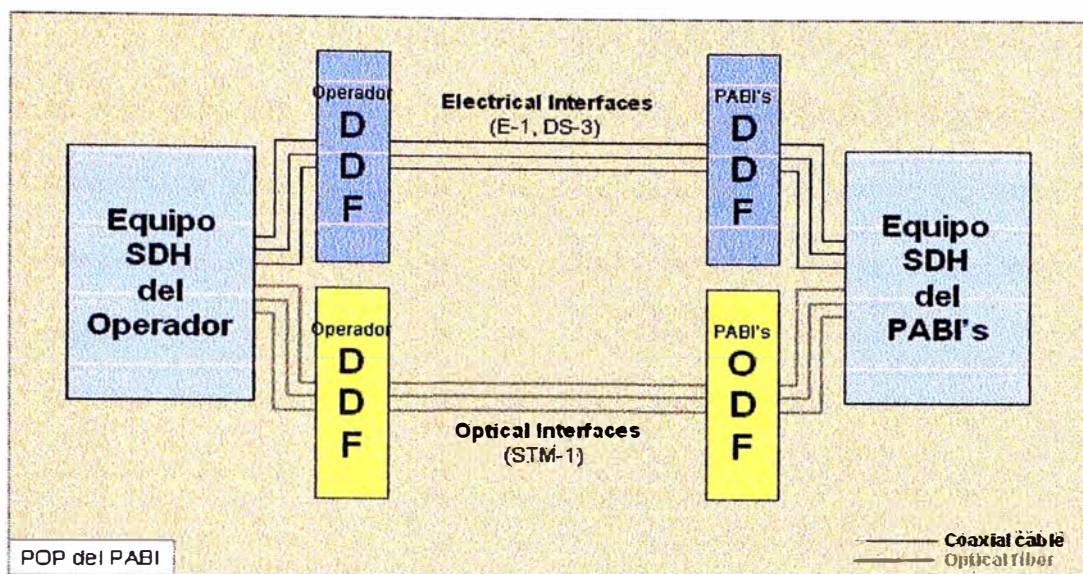 Operador
D
D
F
Electrical Interfaces
(E-1, DS-3)
PABI's
D
D
F
Equipo
SDH
del
Operador
Equipo
SDH
del
PABI's
Operador
D
D
F
PABI's
O
D
F
Optical Interfaces
(STM-1)
POP del PABI
Coaxial cable
Optical fiber